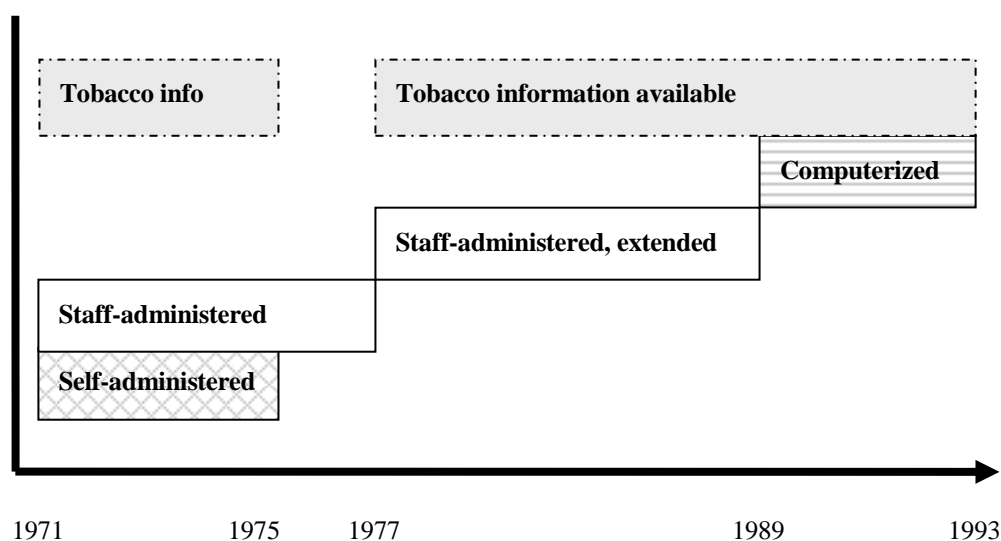 Tobacco info
Tobacco information available
Computerized
Staff-administered, extended
Staff-administered
Self-administered
1971 1975 1977 1989 1993